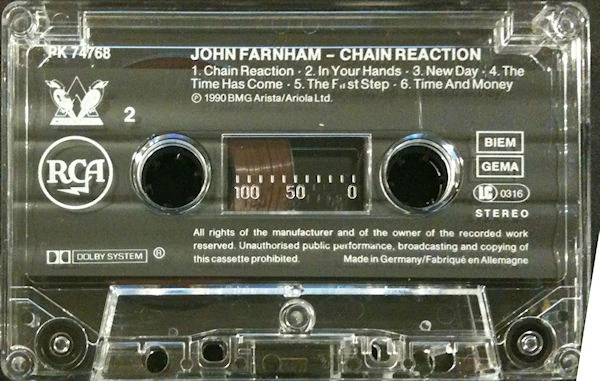 PK 74768
JOHN FARNHAM – CHAIN REACTION
1. Chain Reaction · 2. In Your Hands · 3. New Day · 4. The
Time Has Come · 5. The First Step · 6. Time And Money
℗ 1990 BMG Arista/Ariola Ltd.
2
RCA
100 50 0
BIEM
GEMA
LC 0316
STEREO
All rights of the manufacturer and of the owner of the recorded work
reserved. Unauthorised public performance, broadcasting and copying of
this cassette prohibited. Made in Germany/Fabriqué en Allemagne
DOLBY SYSTEM ®